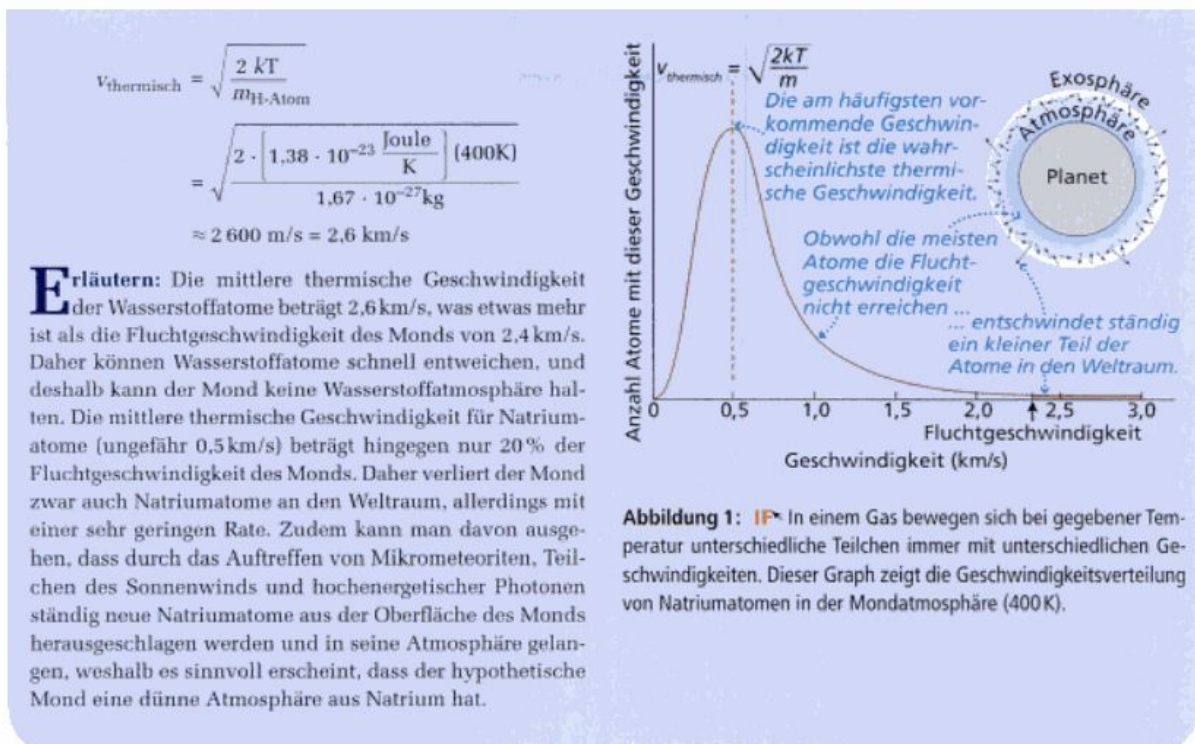 v_thermisch = √(2 kT / m_H-Atom)
= √(2 · (1,38 · 10⁻²³ Joule/K) (400K) / 1,67 · 10⁻²⁷kg)
≈ 2 600 m/s = 2,6 km/s
Erläutern: Die mittlere thermische Geschwindigkeit
der Wasserstoffatome beträgt 2,6 km/s, was etwas mehr
ist als die Fluchtgeschwindigkeit des Monds von 2,4 km/s.
Daher können Wasserstoffatome schnell entweichen, und
deshalb kann der Mond keine Wasserstoffatmosphäre hal-
ten. Die mittlere thermische Geschwindigkeit für Natrium-
atome (ungefähr 0,5 km/s) beträgt hingegen nur 20 % der
Fluchtgeschwindigkeit des Monds. Daher verliert der Mond
zwar auch Natriumatome an den Weltraum, allerdings mit
einer sehr geringen Rate. Zudem kann man davon ausge-
hen, dass durch das Auftreffen von Mikrometeoriten, Teil-
chen des Sonnenwinds und hochenergetischer Photonen
ständig neue Natriumatome aus der Oberfläche des Monds
herausgeschlagen werden und in seine Atmosphäre gelan-
gen, weshalb es sinnvoll erscheint, dass der hypothetische
Mond eine dünne Atmosphäre aus Natrium hat.
Anzahl Atome mit dieser Geschwindigkeit
v_thermisch = √(2kT / m)
Die am häufigsten vor-
kommende Geschwin-
digkeit ist die wahr-
scheinlichste thermi-
sche Geschwindigkeit.
Exosphäre
Atmosphäre
Planet
Obwohl die meisten
Atome die Flucht-
geschwindigkeit
nicht erreichen ...
... entschwindet ständig
ein kleiner Teil der
Atome in den Weltraum.
0 0,5 1,0 1,5 2,0 2,5 3,0
Fluchtgeschwindigkeit
Geschwindigkeit (km/s)
Abbildung 1: IF In einem Gas bewegen sich bei gegebener Tem-
peratur unterschiedliche Teilchen immer mit unterschiedlichen Ge-
schwindigkeiten. Dieser Graph zeigt die Geschwindigkeitsverteilung
von Natriumatomen in der Mondatmosphäre (400 K).